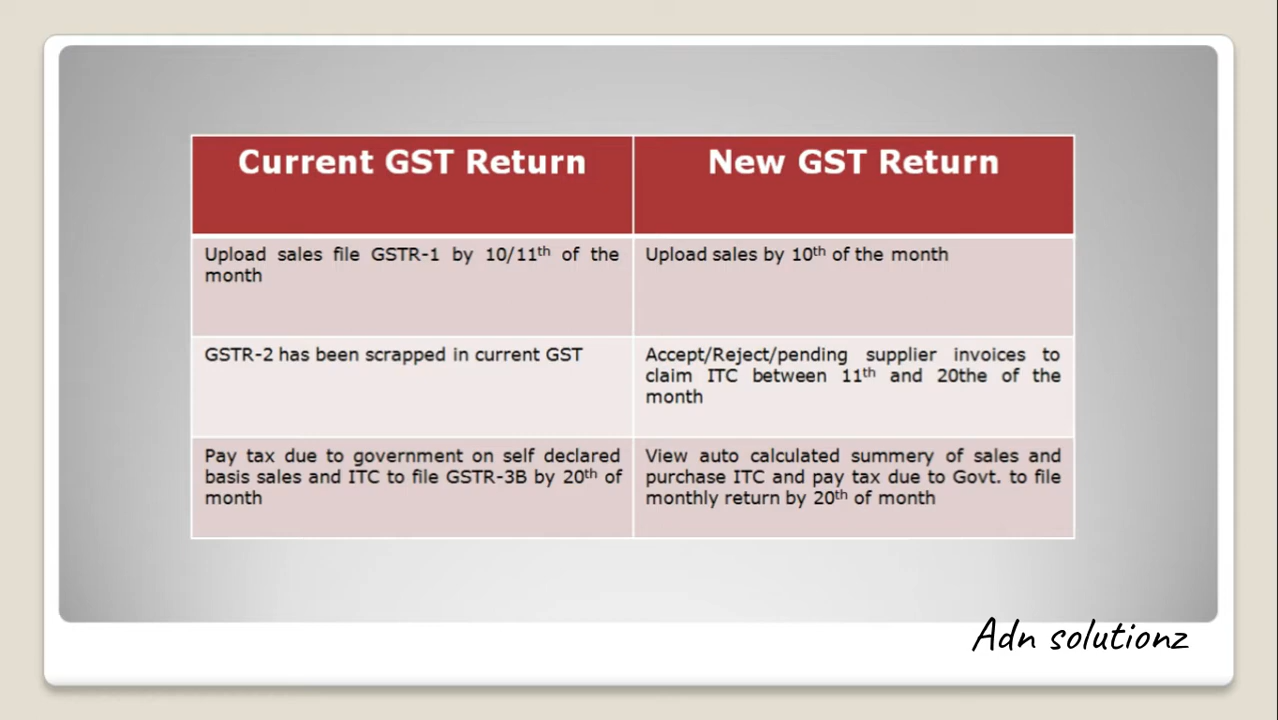 Current GST Return
New GST Return
Upload sales file GSTR-1 by 10/11th of the
month
Upload sales by 10th of the month
GSTR-2 has been scrapped in current GST
Accept/Reject/pending supplier invoices to
claim ITC between 11th and 20the of the
month
Pay tax due to government on self declared
basis sales and ITC to file GSTR-3B by 20th of
month
View auto calculated summery of sales and
purchase ITC and pay tax due to Govt. to file
monthly return by 20th of month
Adn solutionz